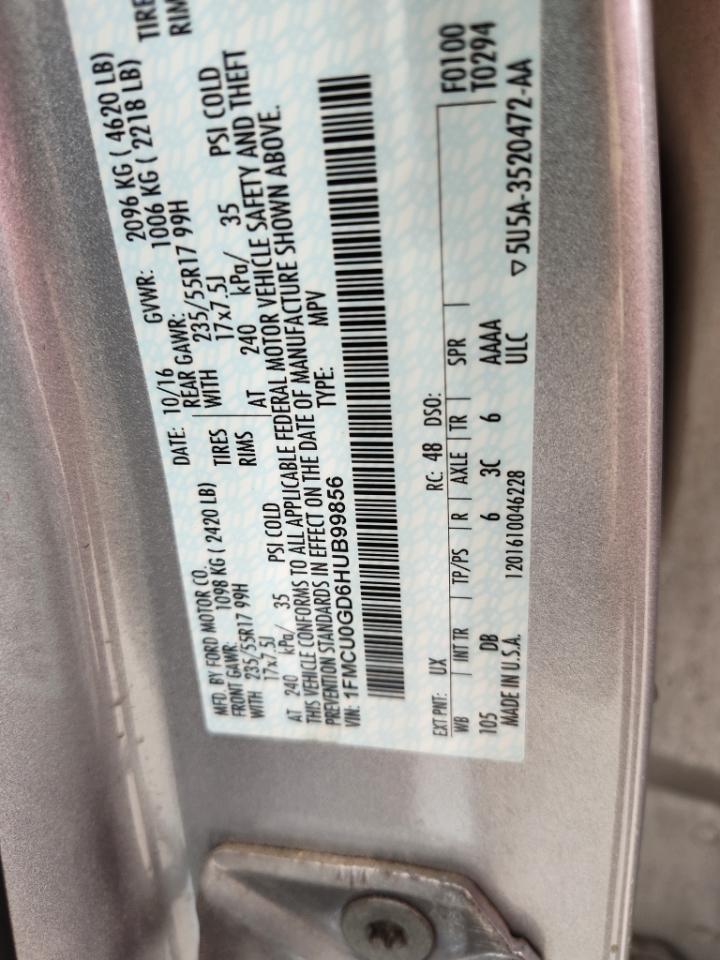 MFD. BY FORD MOTOR CO. DATE: 10/16 GVWR: 2096 KG ( 4620 LB)
FRONT GAWR: 1098 KG ( 2420 LB) REAR GAWR: 1006 KG ( 2218 LB)
WITH 235/55R17 99H TIRES WITH 235/55R17 99H TIRE
17x7.5J RIMS 17x7.5J RIM
AT 240 kPa/ 35 PSI COLD AT 240 kPa/ 35 PSI COLD
THIS VEHICLE CONFORMS TO ALL APPLICABLE FEDERAL MOTOR VEHICLE SAFETY AND THEFT
PREVENTION STANDARDS IN EFFECT ON THE DATE OF MANUFACTURE SHOWN ABOVE.
VIN: 1FMCU0GD6HUB99856 TYPE: MPV
F0100
T0294
EXT PNT: UX RC: 48 DSO:
WB INT TR TP/PS R AXLE TR SPR
105 DB 6 3C 6 AAAA
MADE IN U.S.A. 1201610046228 ULC
▽5U5A-3520472-AA